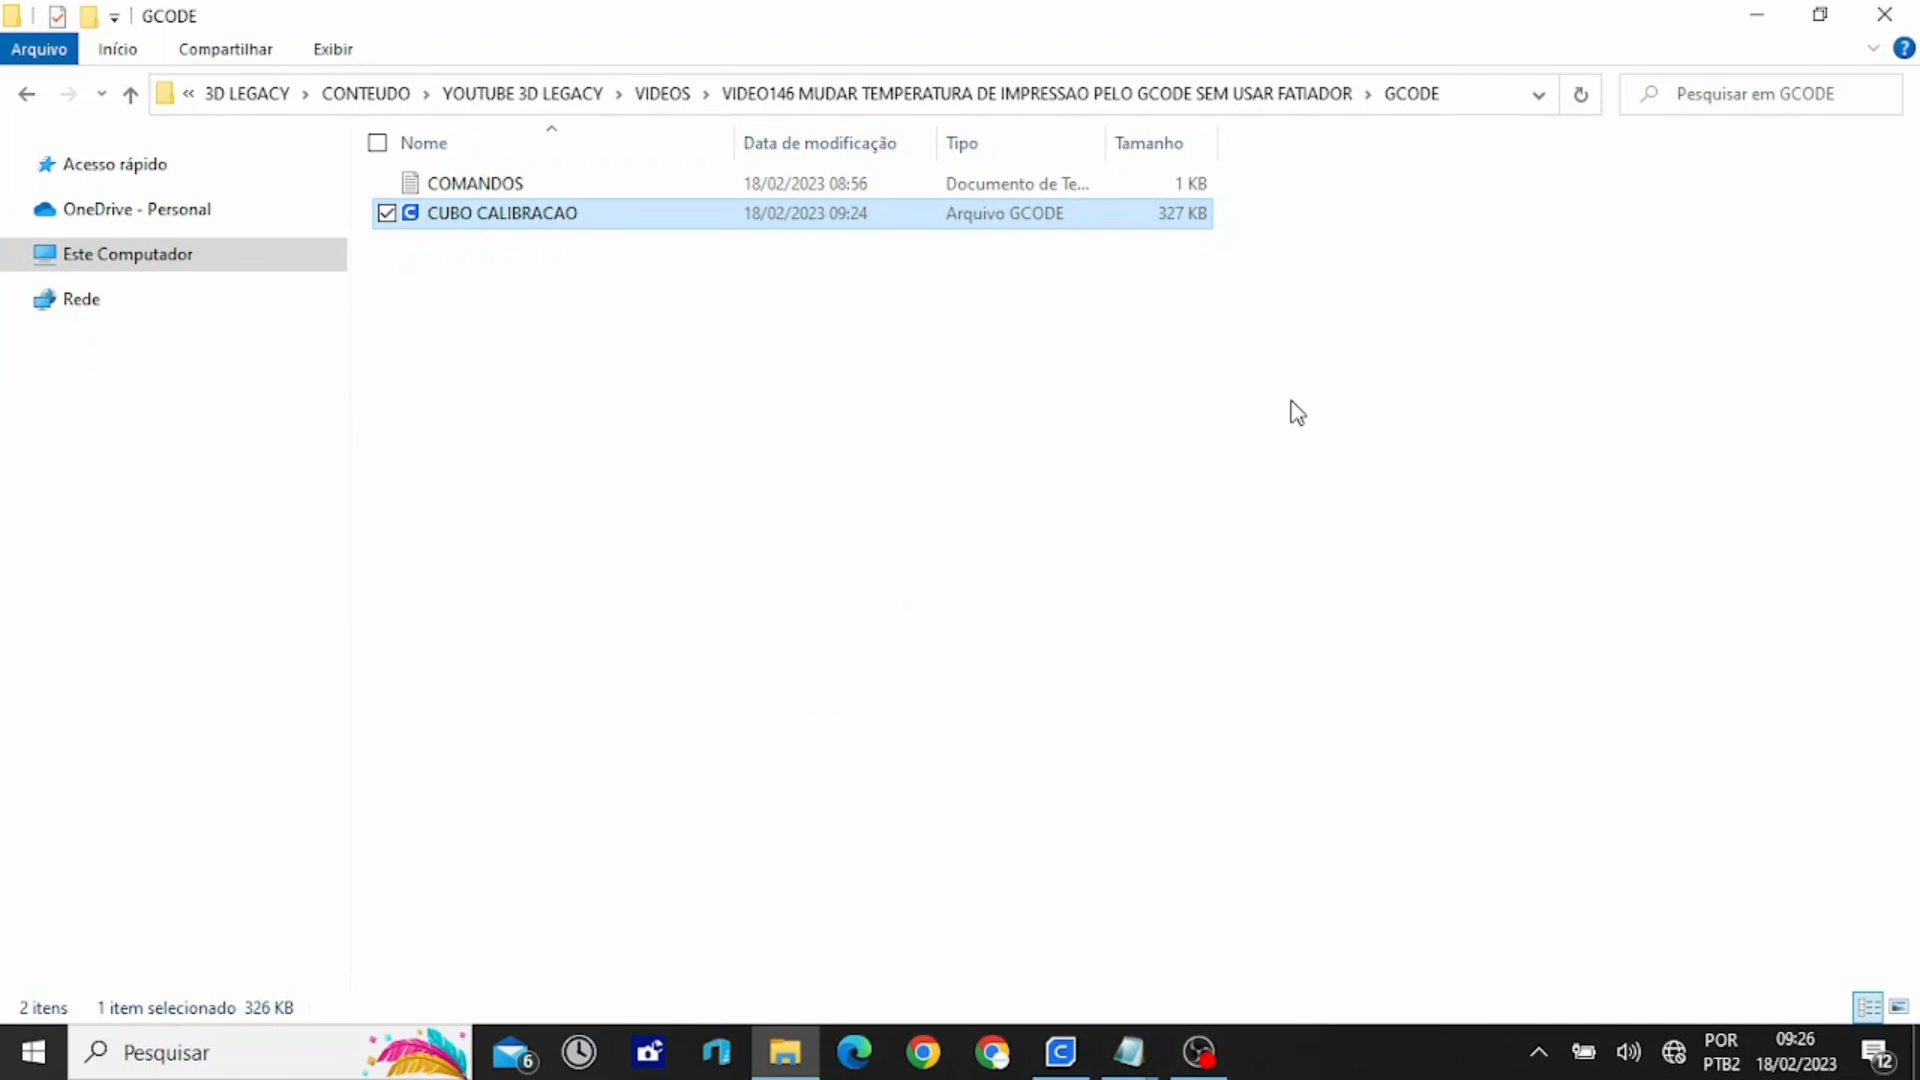 GCODE
Arquivo Início Compartilhar Exibir
« 3D LEGACY › CONTEUDO › YOUTUBE 3D LEGACY › VIDEOS › VIDEO146 MUDAR TEMPERATURA DE IMPRESSAO PELO GCODE SEM USAR FATIADOR › GCODE
Pesquisar em GCODE
Nome Data de modificação Tipo Tamanho
COMANDOS 18/02/2023 08:56 Documento de Te... 1 KB
CUBO CALIBRACAO 18/02/2023 09:24 Arquivo GCODE 327 KB
Acesso rápido
OneDrive - Personal
Este Computador
Rede
2 itens 1 item selecionado 326 KB
Pesquisar
6
POR
PTB2
09:26
18/02/2023
12